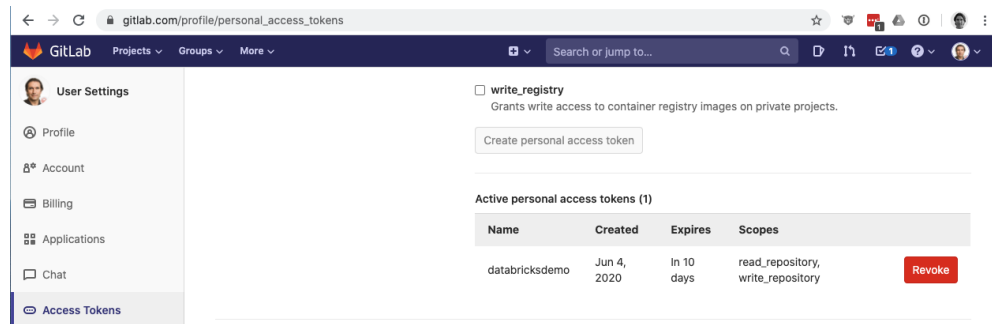 gitlab.com/profile/personal_access_tokens
1
GitLab Projects Groups More Search or jump to... 1
User Settings
Profile
Account
Billing
Applications
Chat
Access Tokens
write_registry
Grants write access to container registry images on private projects.
Create personal access token
Active personal access tokens (1)
Name Created Expires Scopes
databricksdemo Jun 4, In 10 read_repository, Revoke
2020 days write_repository